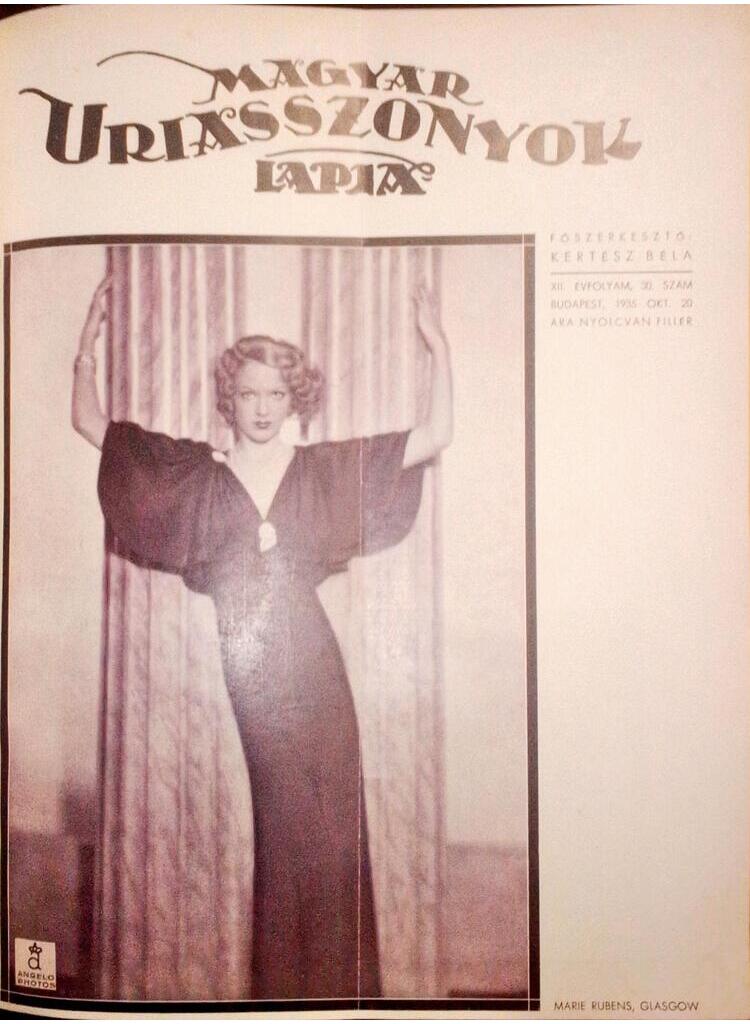 MAGYAR
URIASSZONYOK
LAPJA
FŐSZERKESZTŐ:
KERTÉSZ BÉLA
XII. ÉVFOLYAM, 30. SZÁM
BUDAPEST, 1935 OKT. 20
ÁRA NYOLCVAN FILLÉR
a
ANGELO
PHOTOS
MARIE RUBENS, GLASGOW